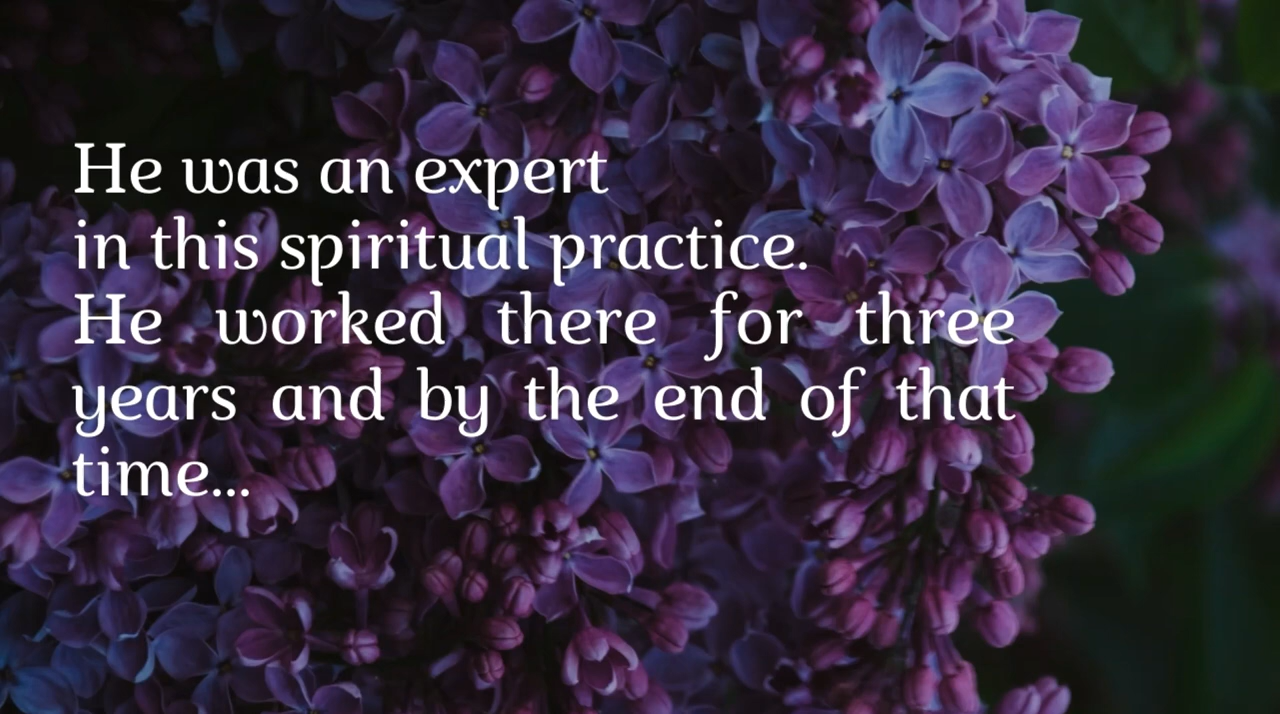 He was an expert
in this spiritual practice.
He worked there for three
years and by the end of that
time...